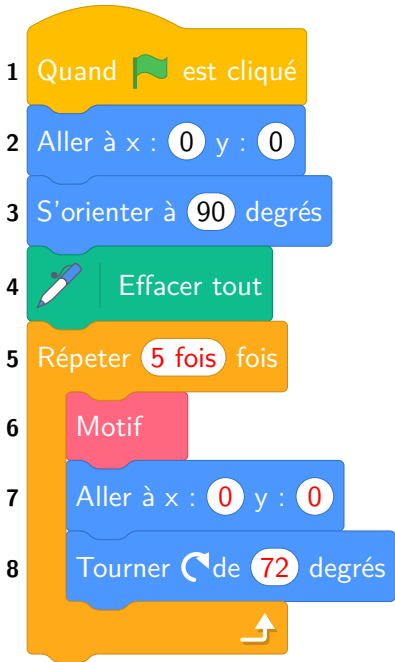 1 Quand est cliqué
2 Aller à x : 0 y : 0
3 S'orienter à 90 degrés
4 Effacer tout
5 Répeter 5 fois fois
6 Motif
7 Aller à x : 0 y : 0
8 Tourner de 72 degrés